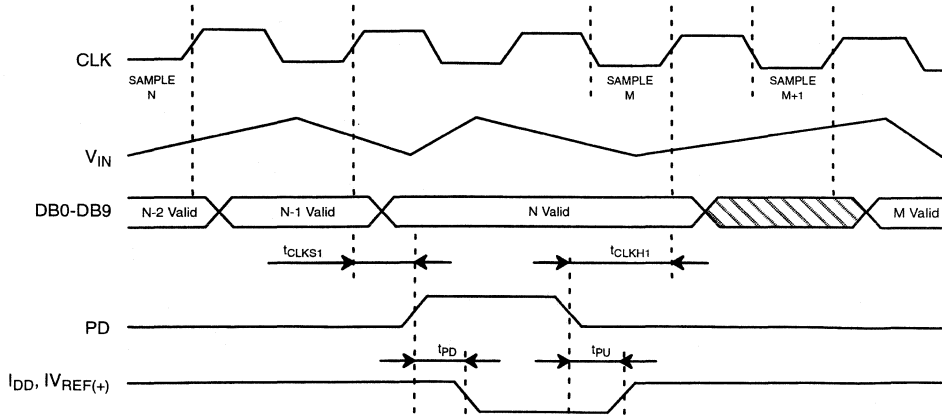 CLK
SAMPLE
N
SAMPLE
M
SAMPLE
M+1
VIN
DB0-DB9
N-2 Valid
N-1 Valid
N Valid
M Valid
tCLKS1
tCLKH1
PD
tPD
tPU
IDD, IVREF(+)